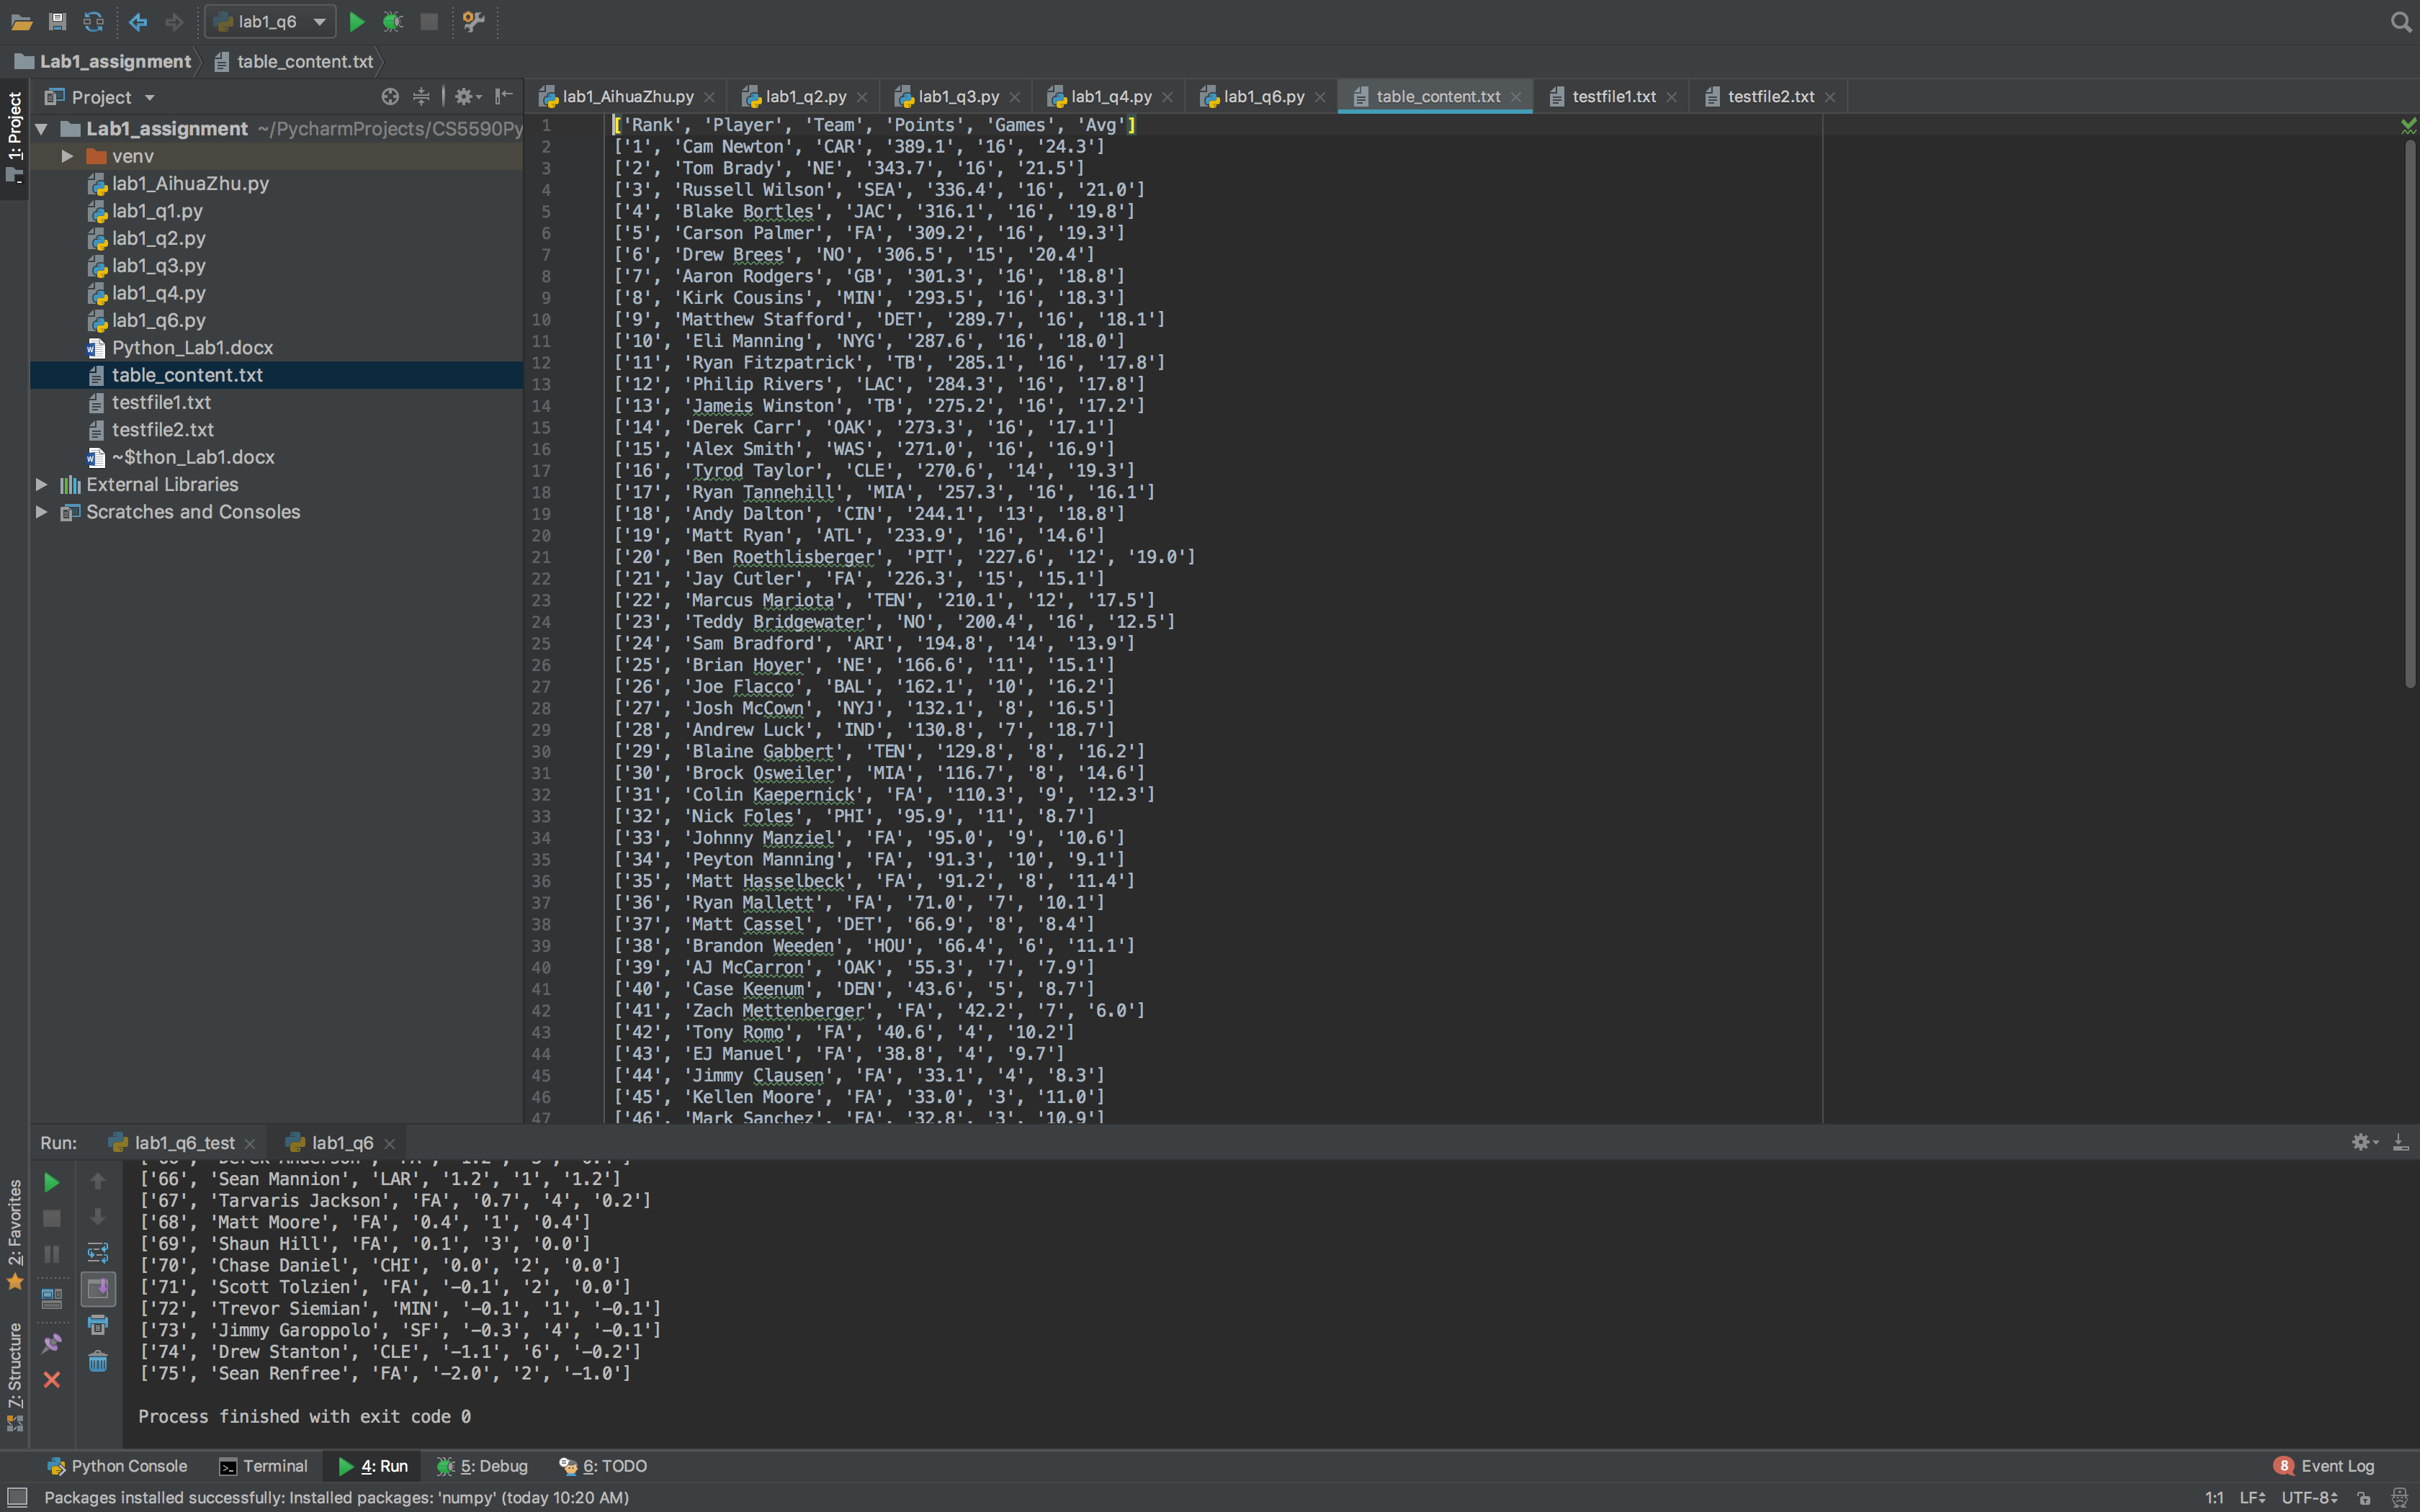 lab1_q6
Lab1_assignment table_content.txt
1: Project
Project
lab1_AihuaZhu.py lab1_q2.py lab1_q3.py lab1_q4.py lab1_q6.py table_content.txt testfile1.txt testfile2.txt
Lab1_assignment ~/PycharmProjects/CS5590Py
venv
lab1_AihuaZhu.py
lab1_q1.py
lab1_q2.py
lab1_q3.py
lab1_q4.py
lab1_q6.py
Python_Lab1.docx
table_content.txt
testfile1.txt
testfile2.txt
~$thon_Lab1.docx
External Libraries
Scratches and Consoles
1 ['Rank', 'Player', 'Team', 'Points', 'Games', 'Avg']
2 ['1', 'Cam Newton', 'CAR', '389.1', '16', '24.3']
3 ['2', 'Tom Brady', 'NE', '343.7', '16', '21.5']
4 ['3', 'Russell Wilson', 'SEA', '336.4', '16', '21.0']
5 ['4', 'Blake Bortles', 'JAC', '316.1', '16', '19.8']
6 ['5', 'Carson Palmer', 'FA', '309.2', '16', '19.3']
7 ['6', 'Drew Brees', 'NO', '306.5', '15', '20.4']
8 ['7', 'Aaron Rodgers', 'GB', '301.3', '16', '18.8']
9 ['8', 'Kirk Cousins', 'MIN', '293.5', '16', '18.3']
10 ['9', 'Matthew Stafford', 'DET', '289.7', '16', '18.1']
11 ['10', 'Eli Manning', 'NYG', '287.6', '16', '18.0']
12 ['11', 'Ryan Fitzpatrick', 'TB', '285.1', '16', '17.8']
13 ['12', 'Philip Rivers', 'LAC', '284.3', '16', '17.8']
14 ['13', 'Jameis Winston', 'TB', '275.2', '16', '17.2']
15 ['14', 'Derek Carr', 'OAK', '273.3', '16', '17.1']
16 ['15', 'Alex Smith', 'WAS', '271.0', '16', '16.9']
17 ['16', 'Tyrod Taylor', 'CLE', '270.6', '14', '19.3']
18 ['17', 'Ryan Tannehill', 'MIA', '257.3', '16', '16.1']
19 ['18', 'Andy Dalton', 'CIN', '244.1', '13', '18.8']
20 ['19', 'Matt Ryan', 'ATL', '233.9', '16', '14.6']
21 ['20', 'Ben Roethlisberger', 'PIT', '227.6', '12', '19.0']
22 ['21', 'Jay Cutler', 'FA', '226.3', '15', '15.1']
23 ['22', 'Marcus Mariota', 'TEN', '210.1', '12', '17.5']
24 ['23', 'Teddy Bridgewater', 'NO', '200.4', '16', '12.5']
25 ['24', 'Sam Bradford', 'ARI', '194.8', '14', '13.9']
26 ['25', 'Brian Hoyer', 'NE', '166.6', '11', '15.1']
27 ['26', 'Joe Flacco', 'BAL', '162.1', '10', '16.2']
28 ['27', 'Josh McCown', 'NYJ', '132.1', '8', '16.5']
29 ['28', 'Andrew Luck', 'IND', '130.8', '7', '18.7']
30 ['29', 'Blaine Gabbert', 'TEN', '129.8', '8', '16.2']
31 ['30', 'Brock Osweiler', 'MIA', '116.7', '8', '14.6']
32 ['31', 'Colin Kaepernick', 'FA', '110.3', '9', '12.3']
33 ['32', 'Nick Foles', 'PHI', '95.9', '11', '8.7']
34 ['33', 'Johnny Manziel', 'FA', '95.0', '9', '10.6']
35 ['34', 'Peyton Manning', 'FA', '91.3', '10', '9.1']
36 ['35', 'Matt Hasselbeck', 'FA', '91.2', '8', '11.4']
37 ['36', 'Ryan Mallett', 'FA', '71.0', '7', '10.1']
38 ['37', 'Matt Cassel', 'DET', '66.9', '8', '8.4']
39 ['38', 'Brandon Weeden', 'HOU', '66.4', '6', '11.1']
40 ['39', 'AJ McCarron', 'OAK', '55.3', '7', '7.9']
41 ['40', 'Case Keenum', 'DEN', '43.6', '5', '8.7']
42 ['41', 'Zach Mettenberger', 'FA', '42.2', '7', '6.0']
43 ['42', 'Tony Romo', 'FA', '40.6', '4', '10.2']
44 ['43', 'EJ Manuel', 'FA', '38.8', '4', '9.7']
45 ['44', 'Jimmy Clausen', 'FA', '33.1', '4', '8.3']
46 ['45', 'Kellen Moore', 'FA', '33.0', '3', '11.0']
47 ['46', 'Mark Sanchez', 'FA', '32.8', '3', '10.9']
Run: lab1_q6_test lab1_q6
['66', 'Sean Mannion', 'LAR', '1.2', '1', '1.2']
['67', 'Tarvaris Jackson', 'FA', '0.7', '4', '0.2']
['68', 'Matt Moore', 'FA', '0.4', '1', '0.4']
['69', 'Shaun Hill', 'FA', '0.1', '3', '0.0']
['70', 'Chase Daniel', 'CHI', '0.0', '2', '0.0']
['71', 'Scott Tolzien', 'FA', '-0.1', '2', '0.0']
['72', 'Trevor Siemian', 'MIN', '-0.1', '1', '-0.1']
['73', 'Jimmy Garoppolo', 'SF', '-0.3', '4', '-0.1']
['74', 'Drew Stanton', 'CLE', '-1.1', '6', '-0.2']
['75', 'Sean Renfree', 'FA', '-2.0', '2', '-1.0']
Process finished with exit code 0
2: Favorites
7: Structure
Python Console Terminal 4: Run 5: Debug 6: TODO 8 Event Log
Packages installed successfully: Installed packages: 'numpy' (today 10:20 AM) 1:1 LF UTF-8